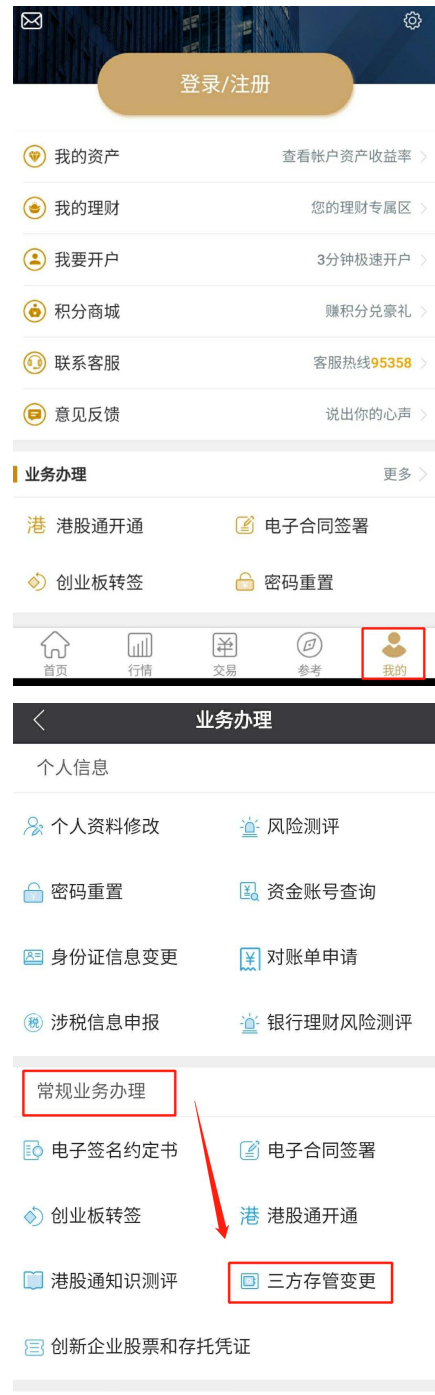 登录/注册
我的资产 查看帐户资产收益率
我的理财 您的理财专属区
我要开户 3分钟极速开户
积分商城 赚积分兑豪礼
联系客服 客服热线95358
意见反馈 说出你的心声
业务办理 更多
港 港股通开通 电子合同签署
创业板转签 密码重置
首页 行情 交易 参考 我的
业务办理
个人信息
个人资料修改 风险测评
密码重置 资金账号查询
身份证信息变更 对账单申请
税 涉税信息申报 银行理财风险测评
常规业务办理
电子签名约定书 电子合同签署
创业板转签 港 港股通开通
港股通知识测评 三方存管变更
创新企业股票和存托凭证